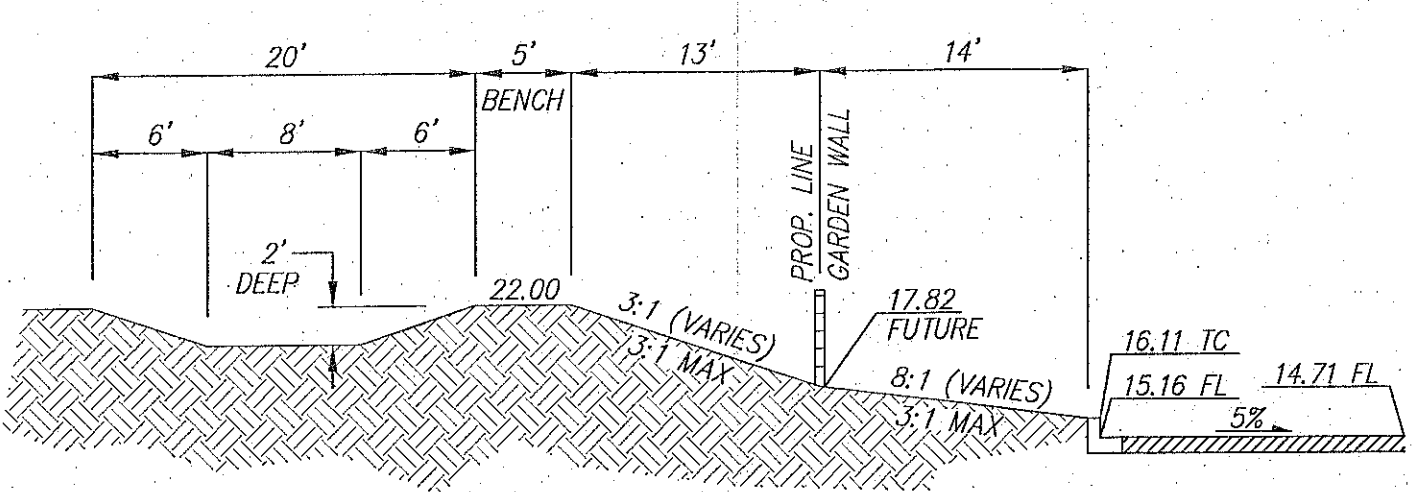 20'
5'
13'
14'
BENCH
6'
8'
6'
PROP. LINE
GARDEN WALL
2'
DEEP
22.00
3:1 (VARIES)
3:1 MAX
17.82
FUTURE
8:1 (VARIES)
3:1 MAX
16.11 TC
15.16 FL
14.71 FL
5%